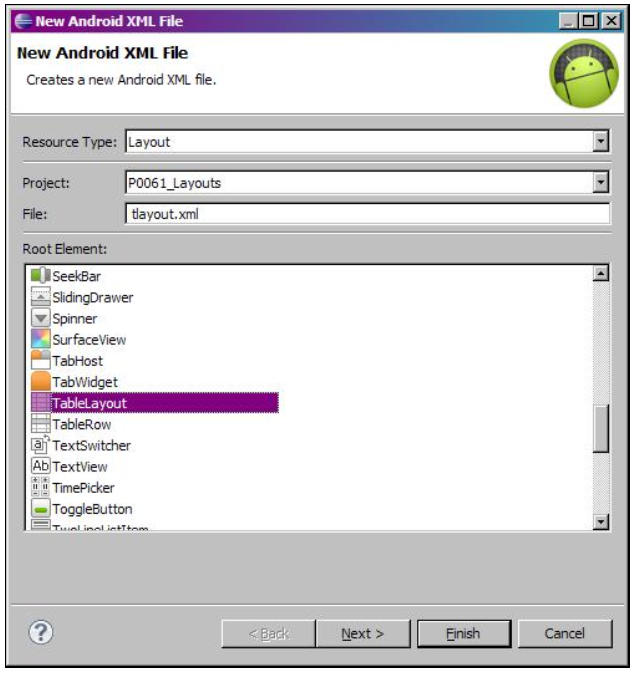 New Android XML File
New Android XML File
Creates a new Android XML file.
Resource Type: Layout
Project: P0061_Layouts
File: tlayout.xml
Root Element:
SeekBar
SlidingDrawer
Spinner
SurfaceView
TabHost
TabWidget
TableLayout
TableRow
TextSwitcher
Ab TextView
TimePicker
ToggleButton
TwoLineListItem
? < Back Next > Finish Cancel